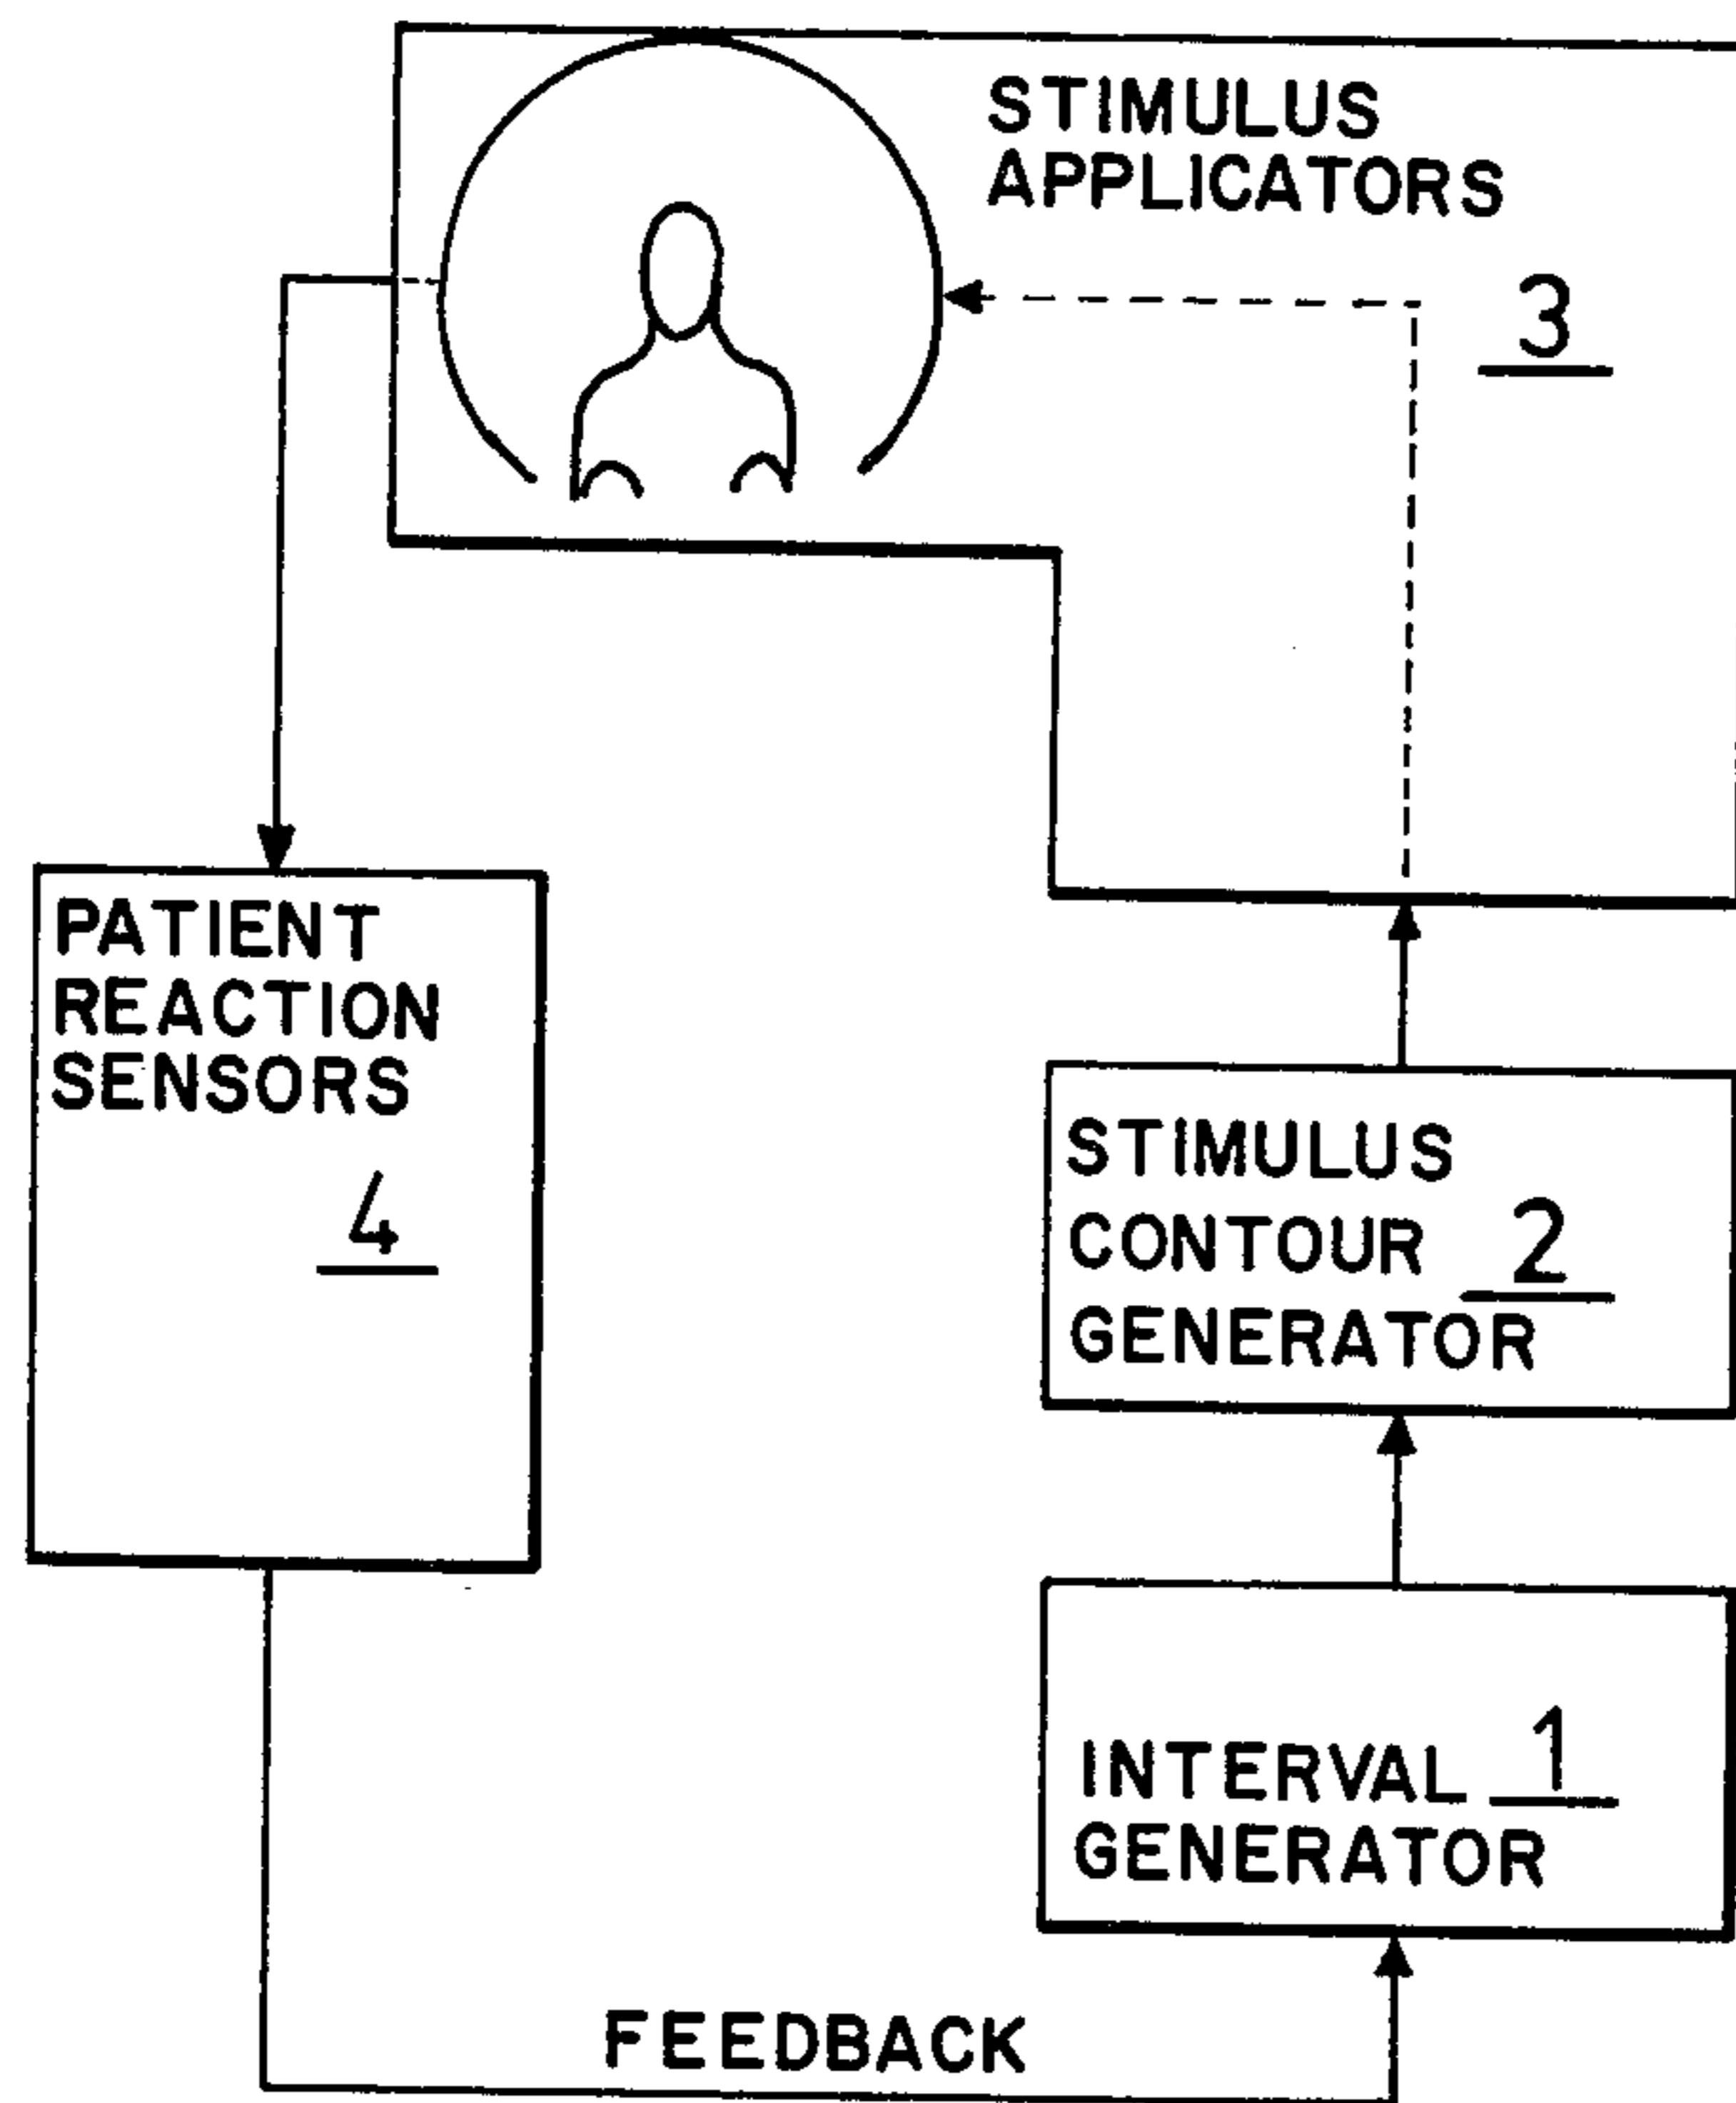 STIMULUS
APPLICATORS
3
PATIENT
REACTION
SENSORS
4
STIMULUS
CONTOUR 2
GENERATOR
INTERVAL 1
GENERATOR
FEEDBACK